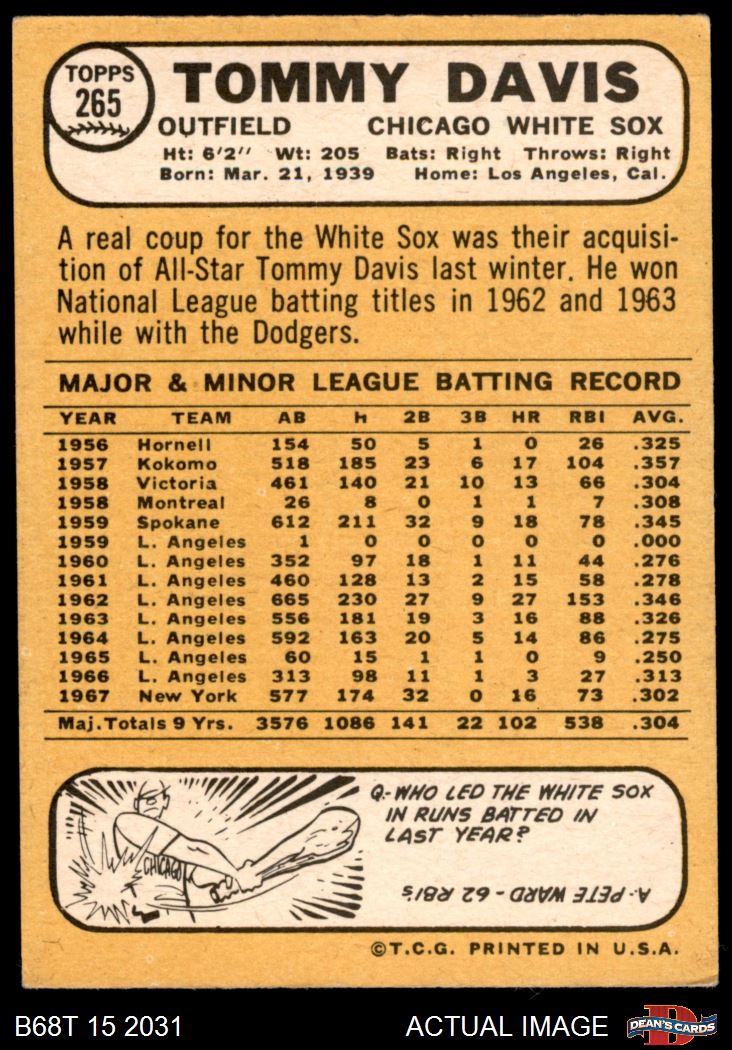 TOPPS
265
TOMMY DAVIS
OUTFIELD CHICAGO WHITE SOX
Ht: 6'2" Wt: 205 Bats: Right Throws: Right
Born: Mar. 21, 1939 Home: Los Angeles, Cal.
A real coup for the White Sox was their acquisi-
tion of All-Star Tommy Davis last winter. He won
National League batting titles in 1962 and 1963
while with the Dodgers.
MAJOR & MINOR LEAGUE BATTING RECORD
YEAR TEAM AB H 2B 3B HR RBI AVG.
1956 Hornell 154 50 5 1 0 26 .325
1957 Kokomo 518 185 23 6 17 104 .357
1958 Victoria 461 140 21 10 13 66 .304
1958 Montreal 26 8 0 1 1 7 .308
1959 Spokane 612 211 32 9 18 78 .345
1959 L. Angeles 1 0 0 0 0 0 .000
1960 L. Angeles 352 97 18 1 11 44 .276
1961 L. Angeles 460 128 13 2 15 58 .278
1962 L. Angeles 665 230 27 9 27 153 .346
1963 L. Angeles 556 181 19 3 16 88 .326
1964 L. Angeles 592 163 20 5 14 86 .275
1965 L. Angeles 60 15 1 1 0 9 .250
1966 L. Angeles 313 98 11 1 3 27 .313
1967 New York 577 174 32 0 16 73 .302
Maj. Totals 9 Yrs. 3576 1086 141 22 102 538 .304
CHICAGO
Q-WHO LED THE WHITE SOX
IN RUNS BATTED IN
LAST YEAR?
A-PETE WARD-62 RBI'S
©T.C.G. PRINTED IN U.S.A.
B68T 15 2031 ACTUAL IMAGE
D
DEAN'S CARDS